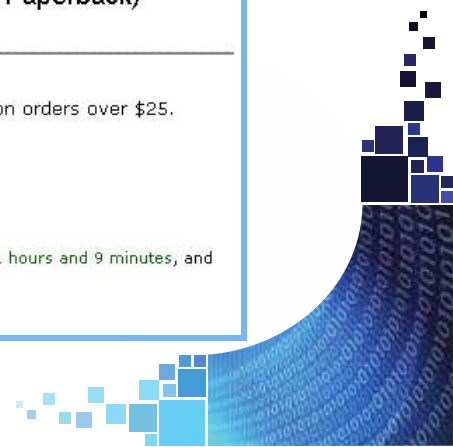 Paperback)
on orders over $25.
hours and 9 minutes, and